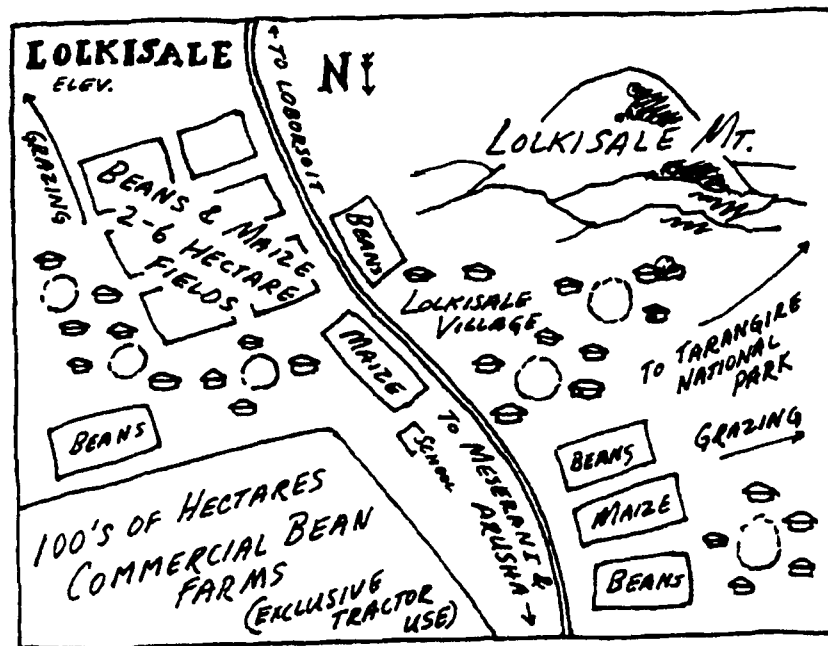 LOLKISALE
ELEV.
N
←TO LOBORSOIT
GRAZING
BEANS & MAIZE
2-6 HECTARE
FIELDS
LOLKISALE MT.
BEANS
LOLKISALE
VILLAGE
MAIZE
TO TARANGIRE
NATIONAL
PARK
BEANS
[SCHOOL
TO MESERANI &
ARUSHA→
GRAZING
BEANS
MAIZE
BEANS
100'S OF HECTARES
COMMERCIAL BEAN
FARMS
(EXCLUSIVE
TRACTOR
USE)